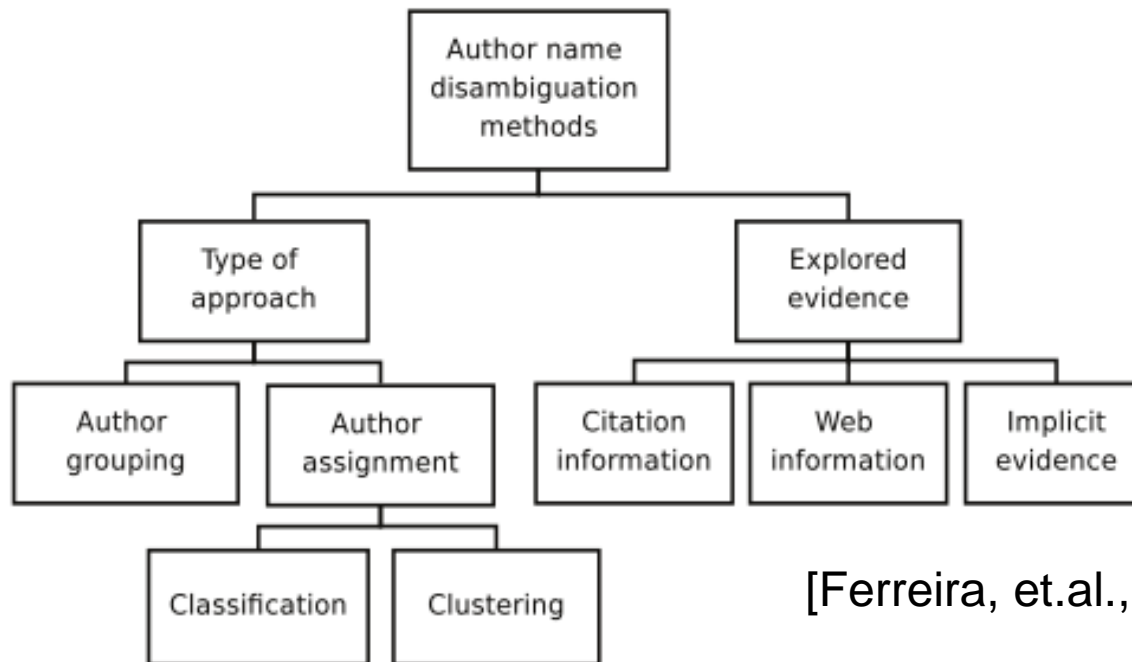 Author name
disambiguation
methods
Type of
approach
Explored
evidence
Author
grouping
Author
assignment
Citation
information
Web
information
Implicit
evidence
Classification
Clustering
[Ferreira, et.al.,